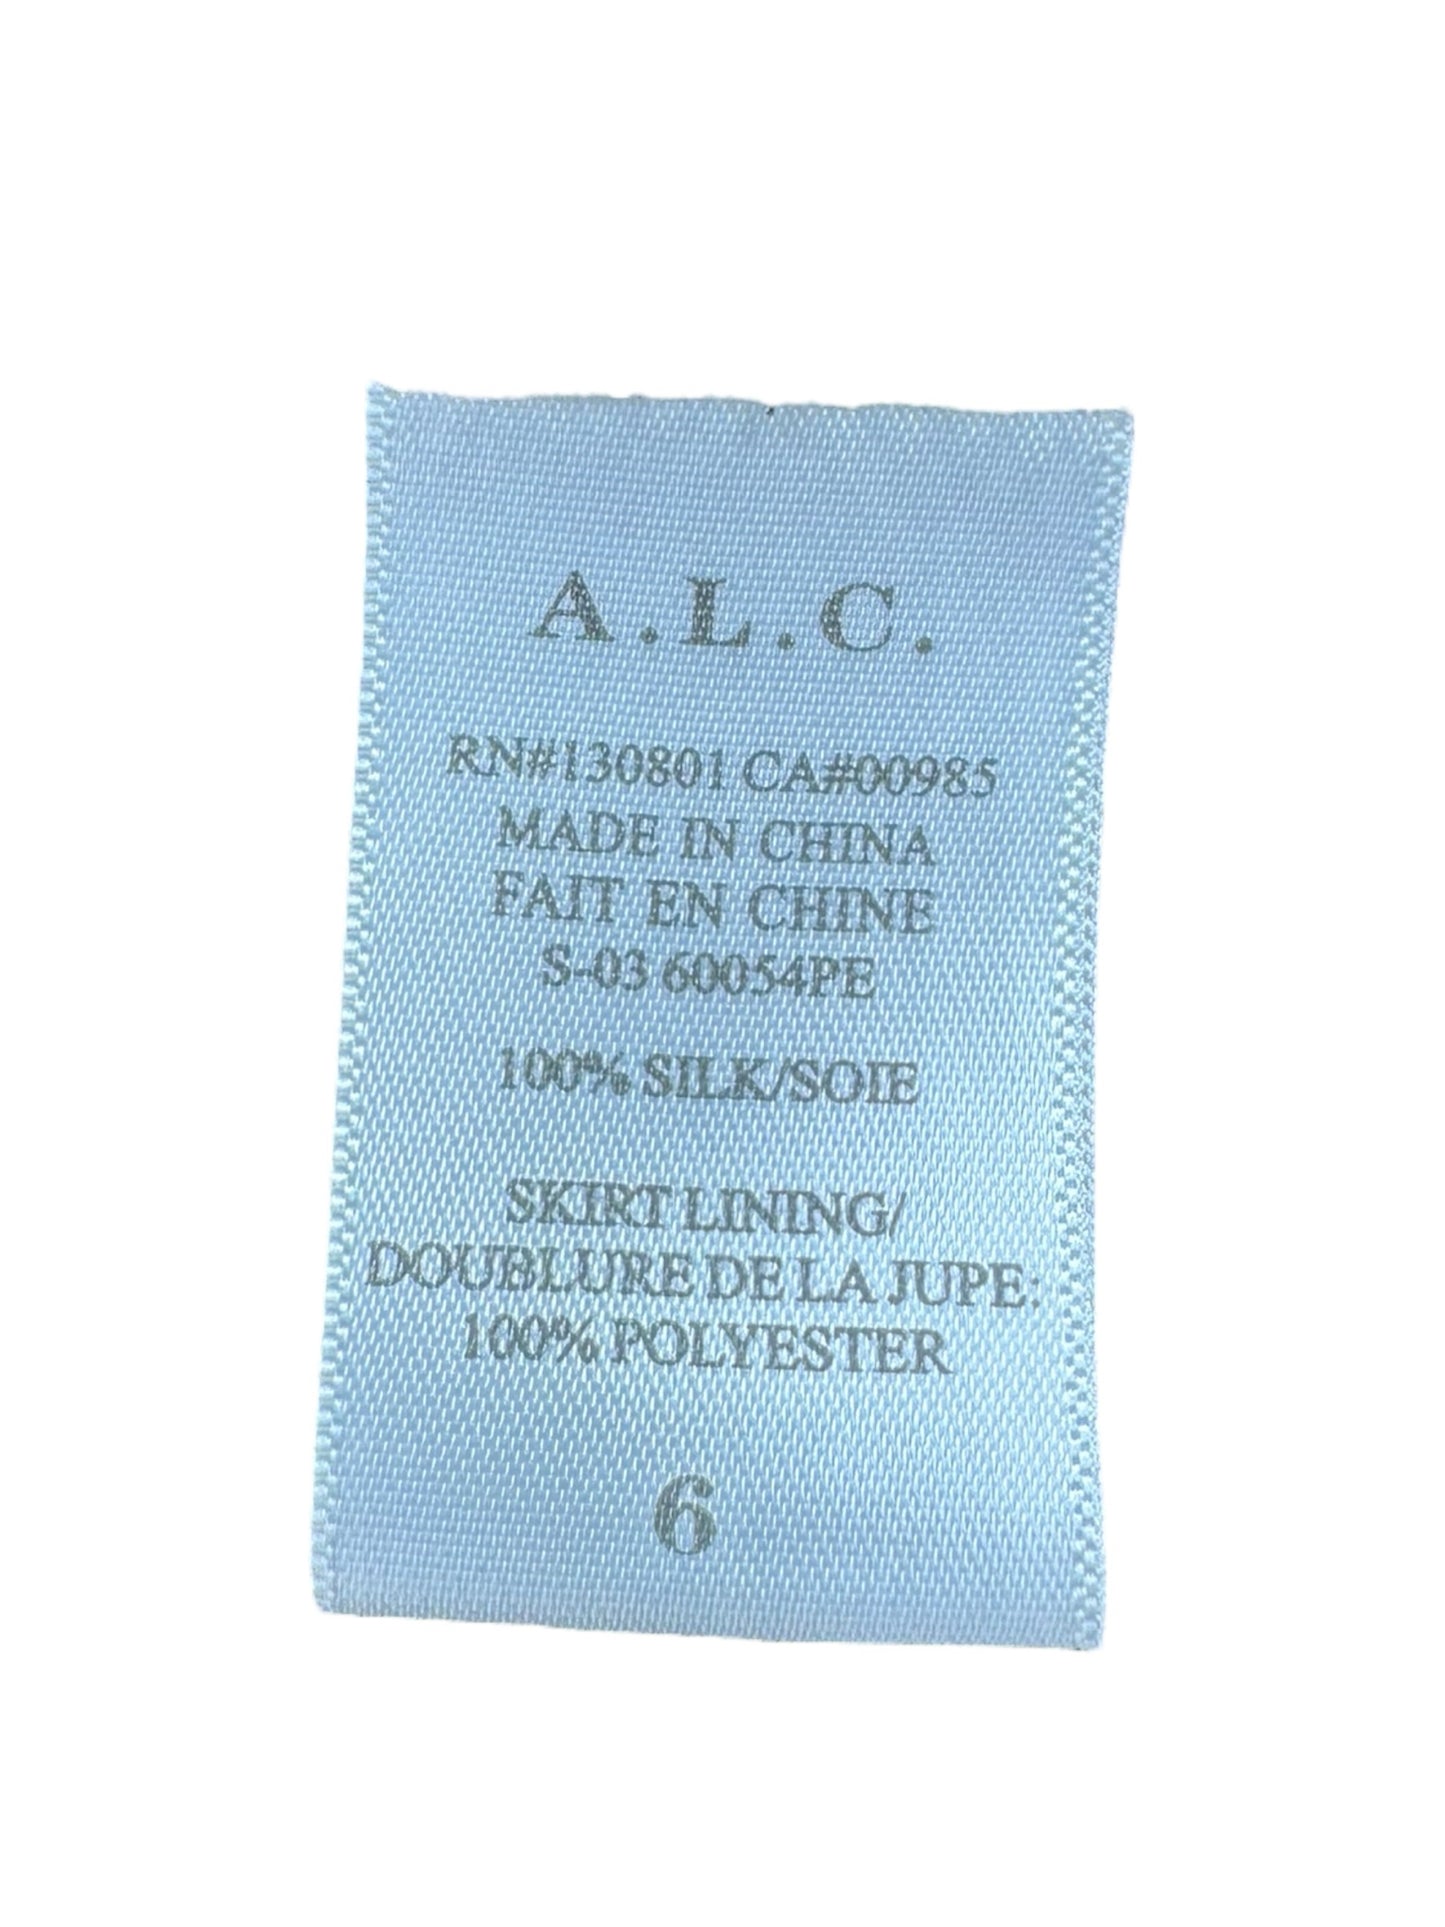 A.L.C.
RN#130801 CA#00985
MADE IN CHINA
FAIT EN CHINE
S-03 60054PE
100% SILK/SOIE
SKIRT LINING/
DOUBLURE DE LA JUPE:
100% POLYESTER
6